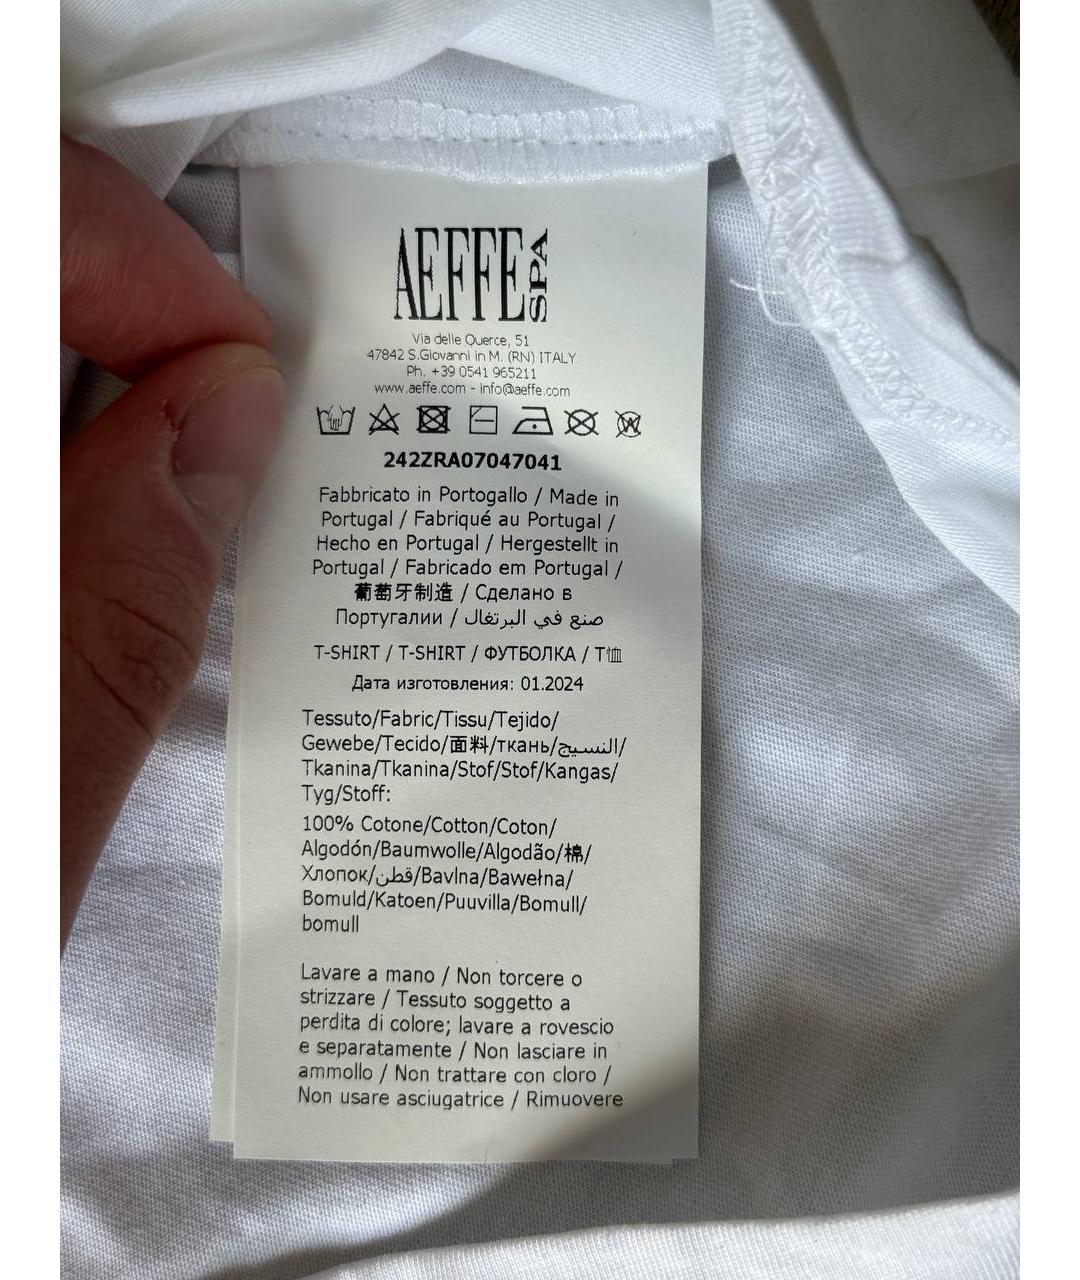 AEFFE SPA
Via delle Querce, 51
47842 S.Giovanni in M. (RN) ITALY
Ph. +39 0541 965211
www.aeffe.com - info@aeffe.com
242ZRA07047041
Fabbricato in Portogallo / Made in
Portugal / Fabriqué au Portugal /
Hecho en Portugal / Hergestellt in
Portugal / Fabricado em Portugal /
葡萄牙制造 / Сделано в
Португалии / صنع في البرتغال
T-SHIRT / T-SHIRT / ФУТБОЛКА / T恤
Дата изготовления: 01.2024
Tessuto/Fabric/Tissu/Tejido/
Gewebe/Tecido/面料/ткань/النسيج/
Tkanina/Tkanina/Stof/Stof/Kangas/
Tyg/Stoff:
100% Cotone/Cotton/Coton/
Algodón/Baumwolle/Algodão/棉/
Хлопок/قطن/Bavlna/Bawełna/
Bomuld/Katoen/Puuvilla/Bomull/
bomull
Lavare a mano / Non torcere o
strizzare / Tessuto soggetto a
perdita di colore; lavare a rovescio
e separatamente / Non lasciare in
ammollo / Non trattare con cloro /
Non usare asciugatrice / Rimuovere